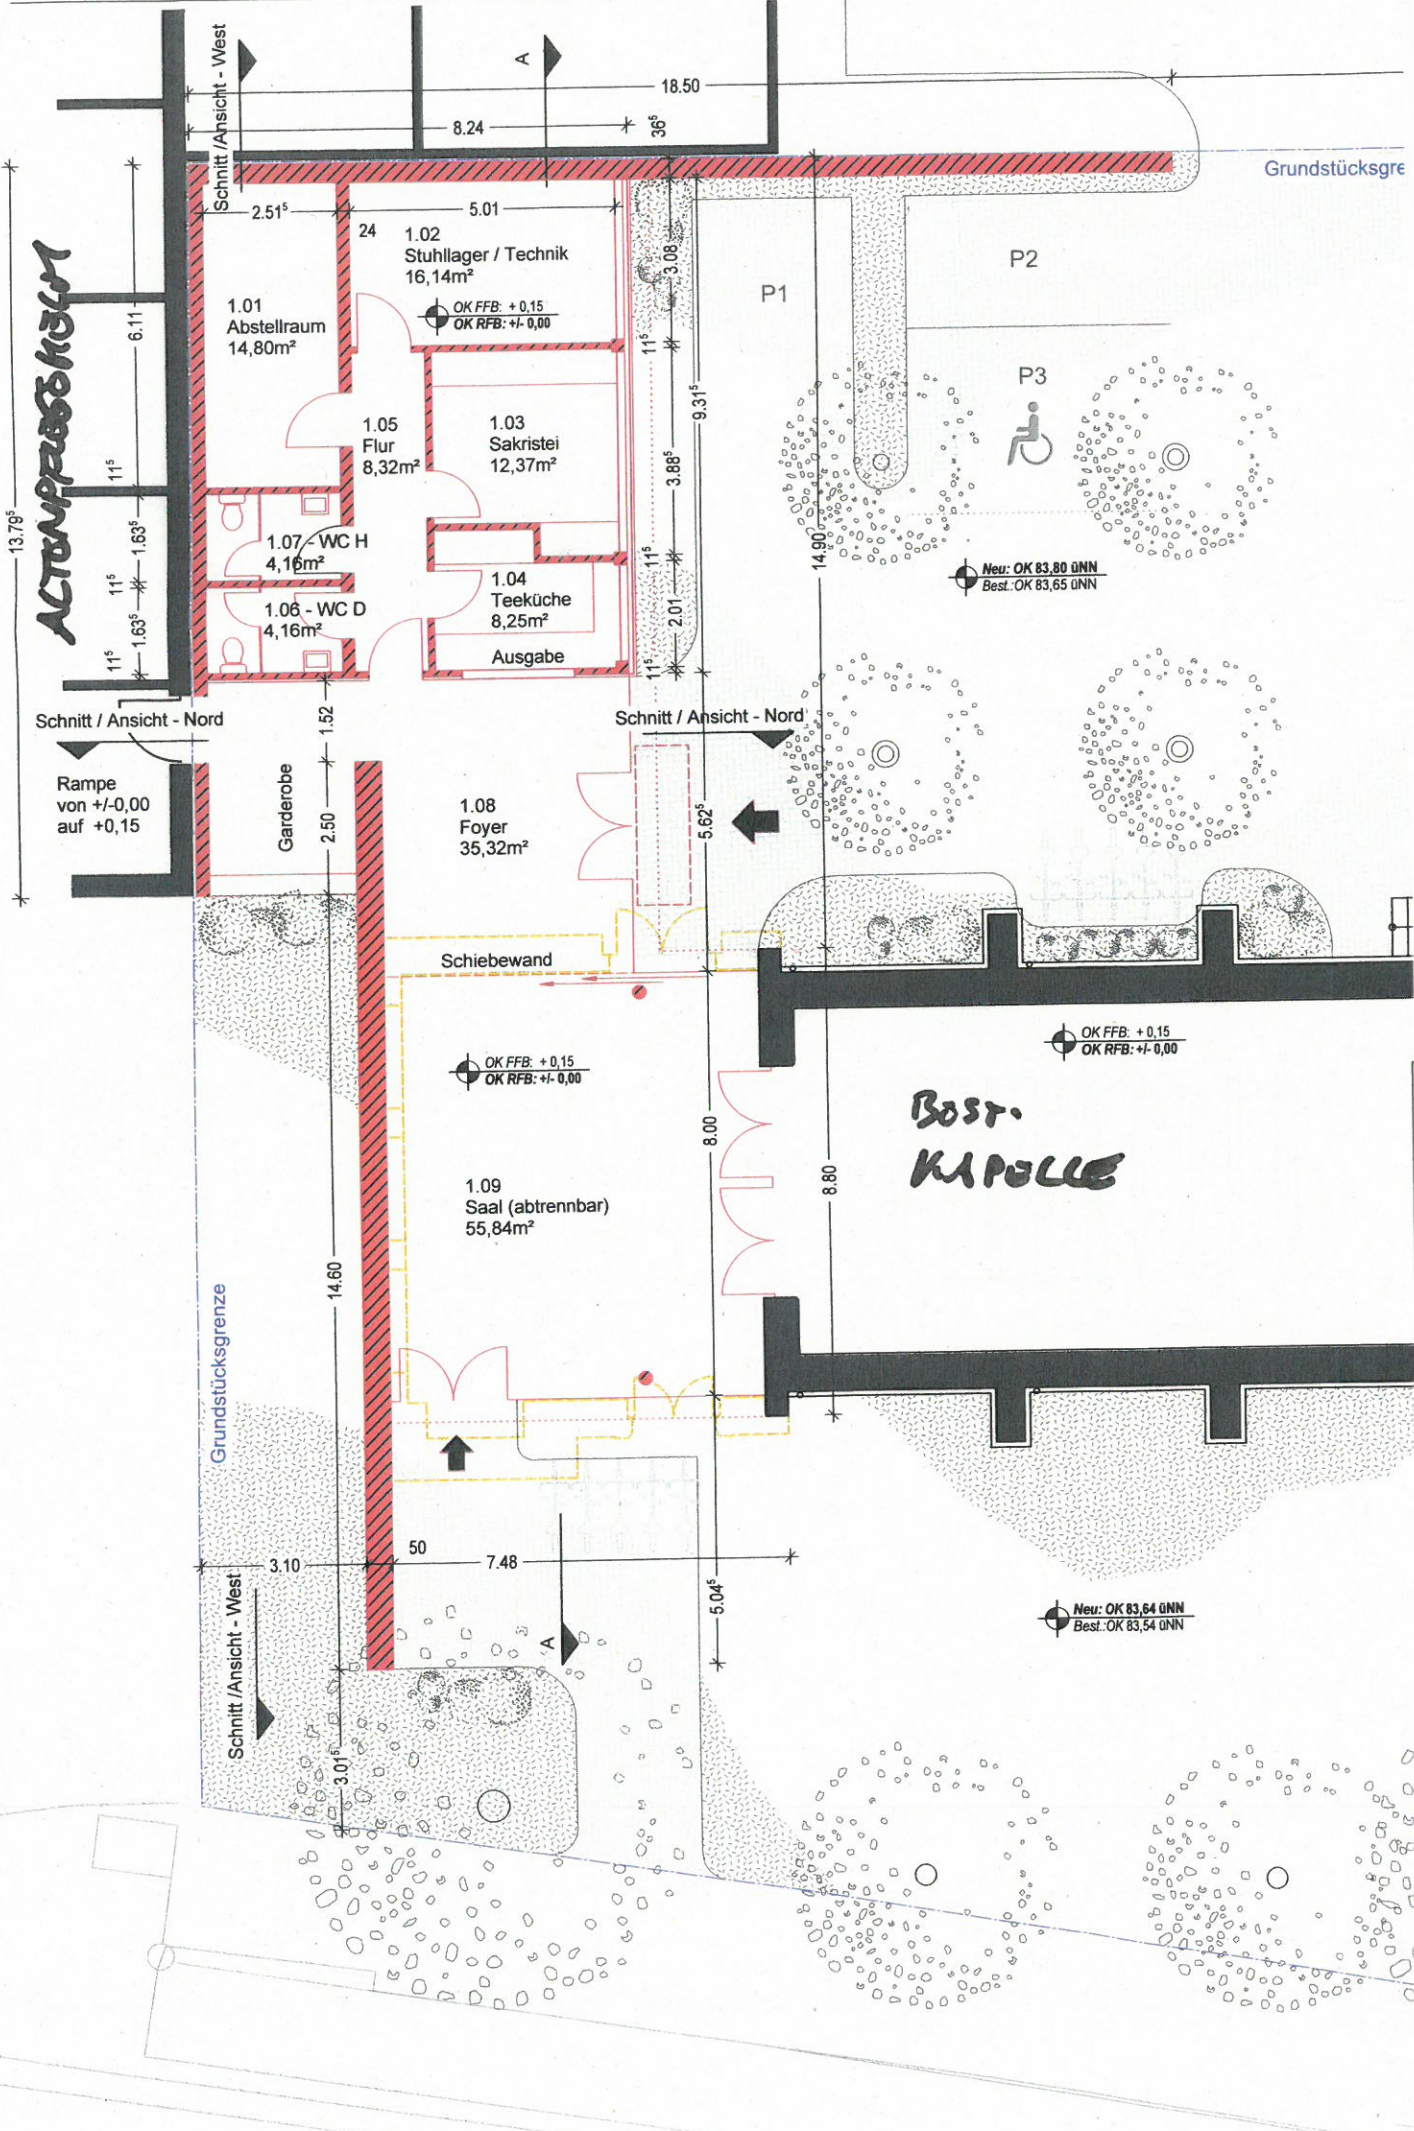 Schnitt /Ansicht - West
A
18.50
8.24
36⁵
Grundstücksgre
2.51⁵
5.01
24
1.02
Stuhllager / Technik
16,14m²
OK FFB: + 0,15
OK RFB: +/- 0,00
1.01
Abstellraum
14,80m²
6.11
13.79⁵
ALTENPFLEGEHEIM
3.08
P1
P2
P3
11⁵
9.31⁵
1.05
Flur
8,32m²
1.03
Sakristei
12,37m²
3.88⁵
14.90
11⁵
1.63⁵
11⁵
1.63⁵
11⁵
1.07 - WC H
4,16m²
1.06 - WC D
4,16m²
1.04
Teeküche
8,25m²
Ausgabe
11⁵
2.01
11⁵
Neu: OK 83,80 üNN
Best.:OK 83,65 üNN
Schnitt / Ansicht - Nord
Schnitt / Ansicht - Nord
1.52
Rampe
von +/-0,00
auf +0,15
Garderobe
2.50
1.08
Foyer
35,32m²
5.62⁵
Schiebewand
OK FFB: + 0,15
OK RFB: +/- 0,00
OK FFB: + 0,15
OK RFB: +/- 0,00
BEST.
KAPELLE
8.00
8.80
1.09
Saal (abtrennbar)
55,84m²
14.60
Grundstücksgrenze
50
3.10
7.48
5.04⁵
Schnitt /Ansicht - West
A
Neu: OK 83,64 üNN
Best.:OK 83,54 üNN
3.01⁵